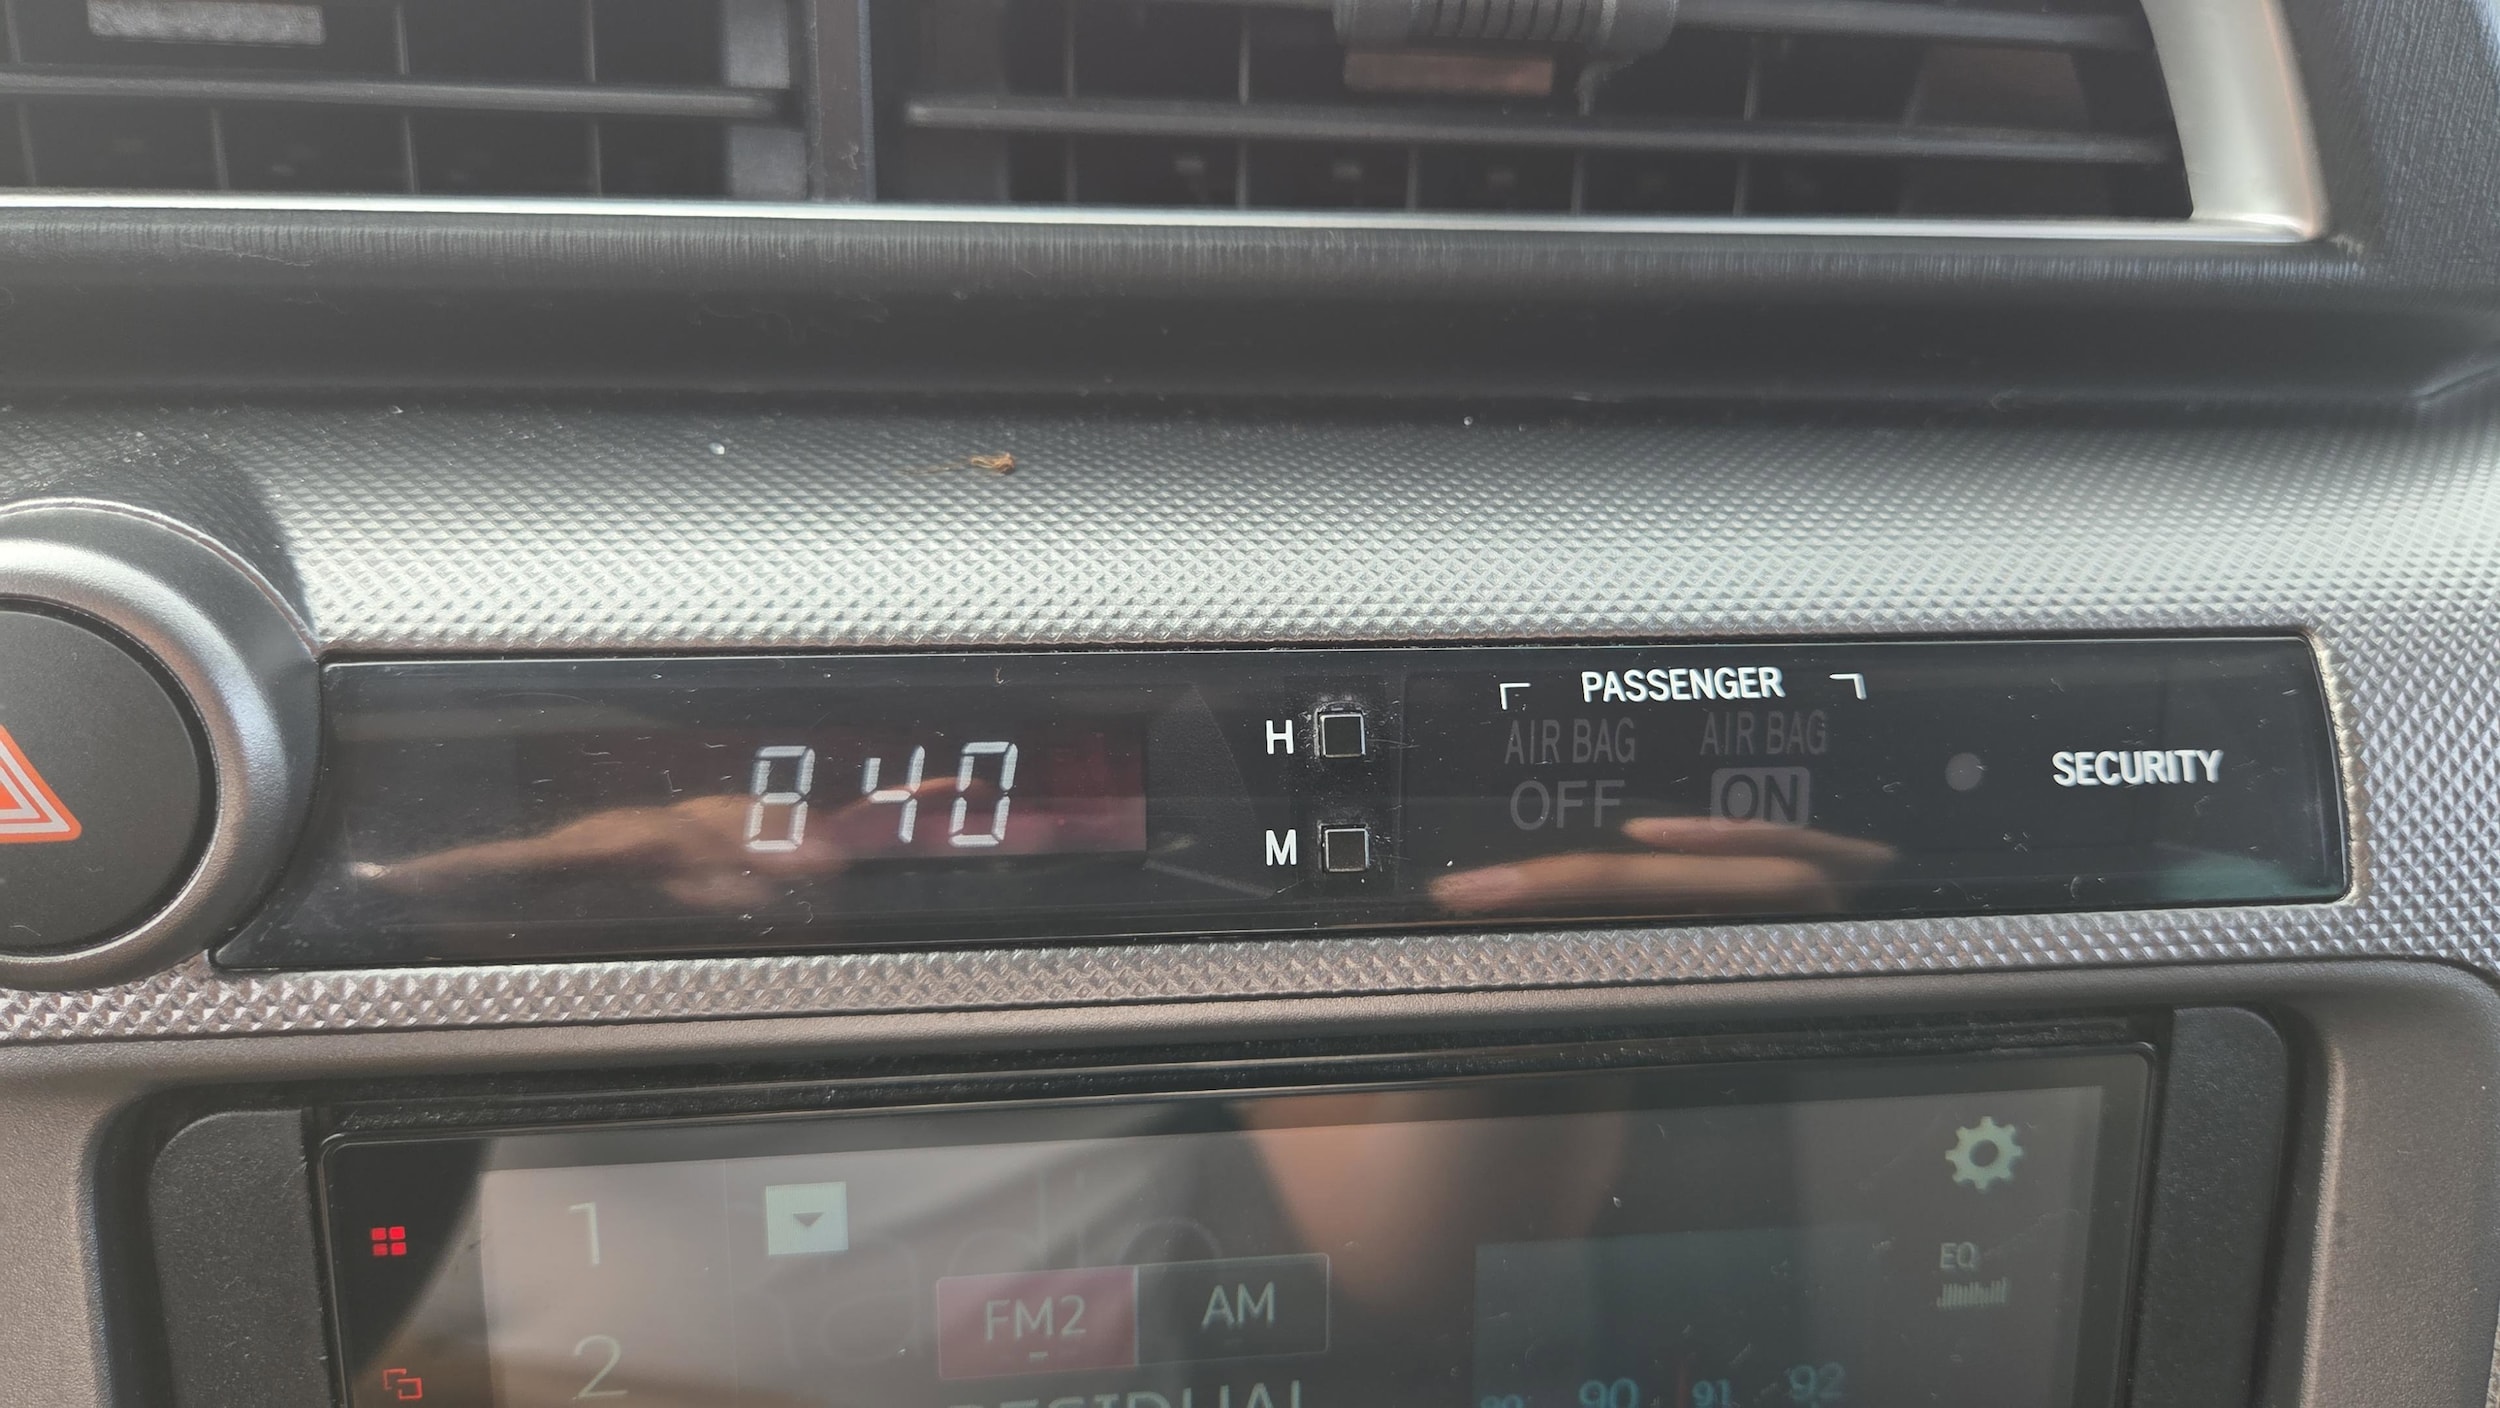 PASSENGER
AIR BAG AIR BAG
OFF ON
H
M
840
SECURITY
1
2
FM2 AM
EQ
90 91 92